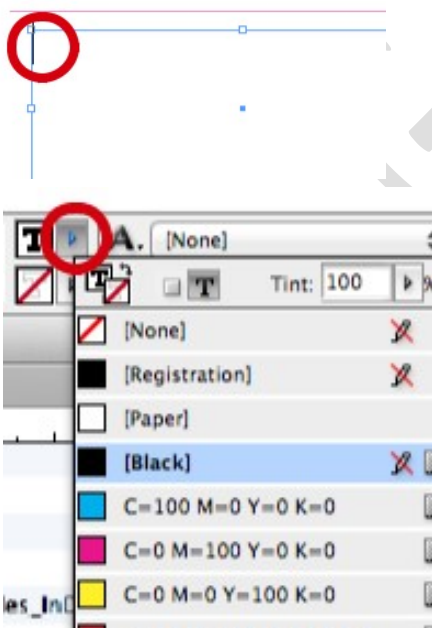 T A. [None]
T T Tint: 100 %
[None]
[Registration]
[Paper]
[Black]
C=100 M=0 Y=0 K=0
C=0 M=100 Y=0 K=0
C=0 M=0 Y=100 K=0